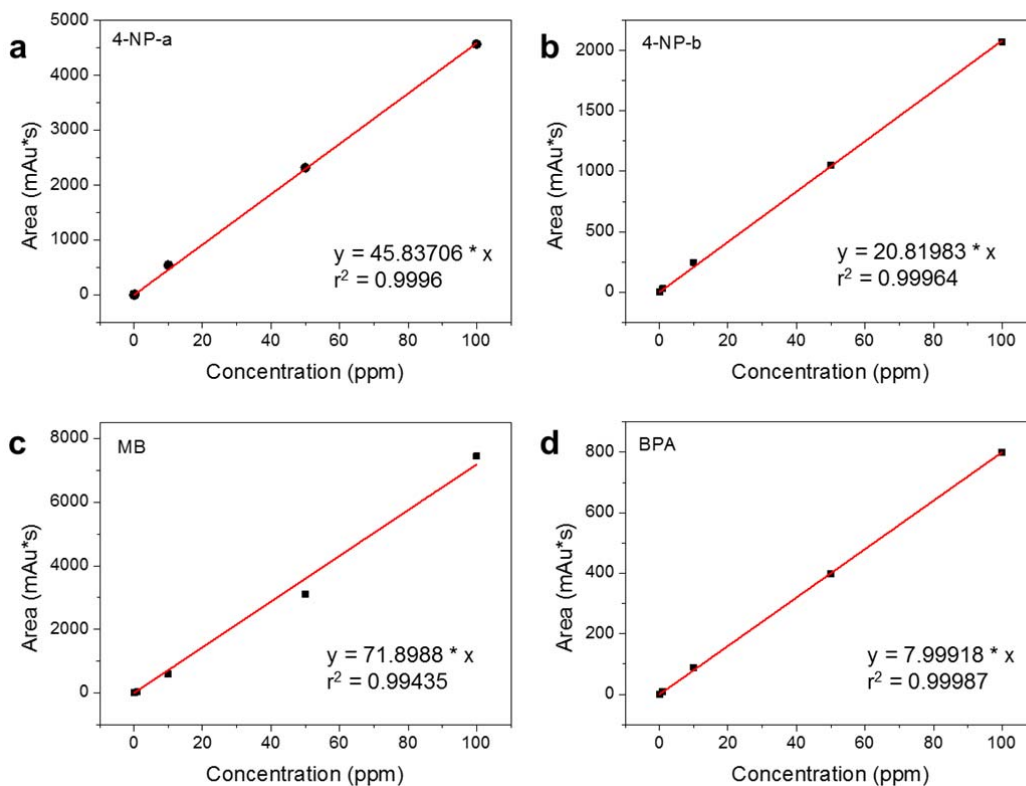 a
4-NP-a
5000
4000
3000
2000
1000
0
Area (mAu*s)
y = 45.83706 * x
r² = 0.9996
0 20 40 60 80 100
Concentration (ppm)
b
4-NP-b
2000
1500
1000
500
0
Area (mAu*s)
y = 20.81983 * x
r² = 0.99964
0 20 40 60 80 100
Concentration (ppm)
c
MB
8000
6000
4000
2000
0
Area (mAu*s)
y = 71.8988 * x
r² = 0.99435
0 20 40 60 80 100
Concentration (ppm)
d
BPA
800
600
400
200
0
Area (mAu*s)
y = 7.99918 * x
r² = 0.99987
0 20 40 60 80 100
Concentration (ppm)